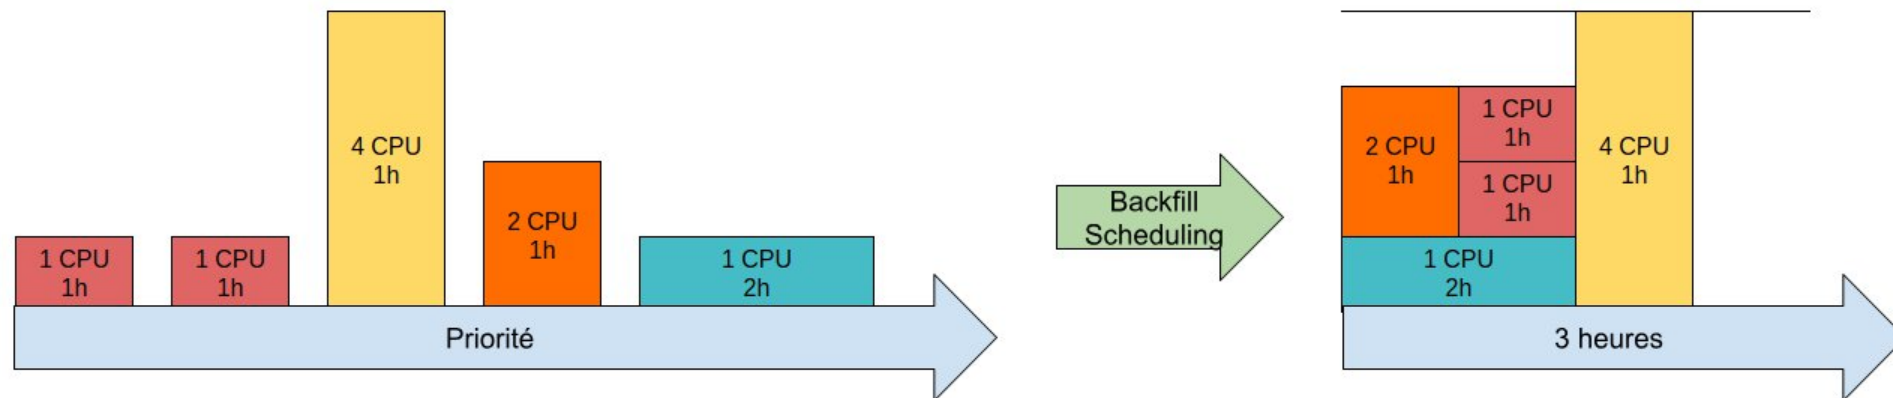 1 CPU
1h
1 CPU
1h
4 CPU
1h
2 CPU
1h
1 CPU
2h
Priorité
Backfill
Scheduling
2 CPU
1h
1 CPU
1h
1 CPU
1h
4 CPU
1h
1 CPU
2h
3 heures